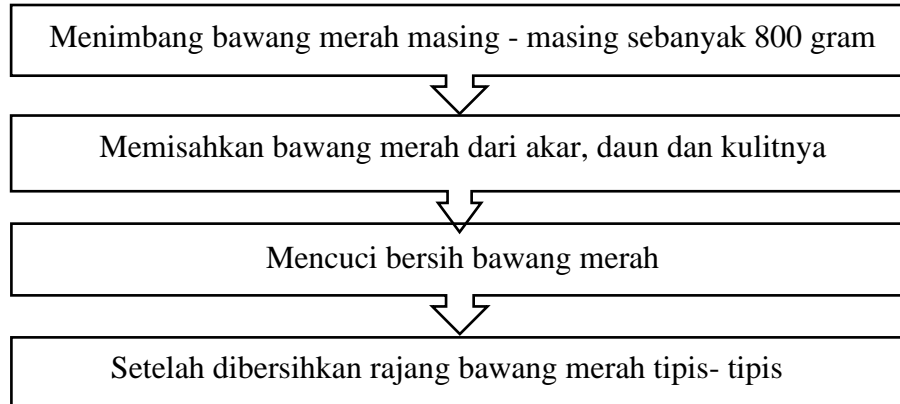 Menimbang bawang merah masing - masing sebanyak 800 gram
Memisahkan bawang merah dari akar, daun dan kulitnya
Mencuci bersih bawang merah
Setelah dibersihkan rajang bawang merah tipis- tipis